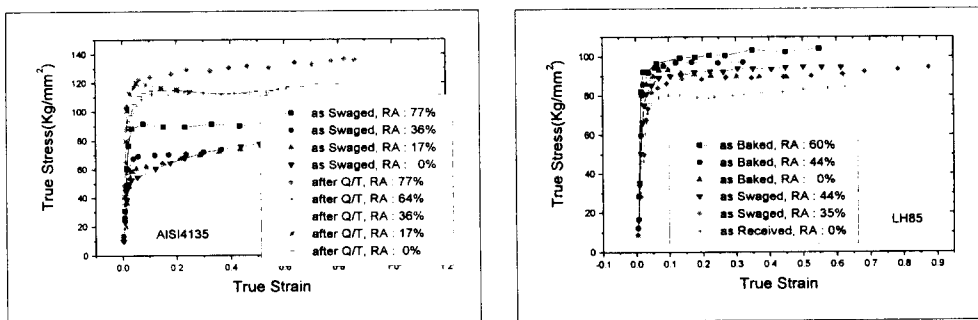 True Stress(Kg/mm²)
140
120
100
80
60
40
20
0
0.0
0.2
0.4
1.2
True Strain
AISI4135
as Swaged, RA : 77%
as Swaged, RA : 36%
as Swaged, RA : 17%
as Swaged, RA : 0%
after Q/T, RA : 77%
after Q/T, RA : 64%
after Q/T, RA : 36%
after Q/T, RA : 17%
after Q/T, RA : 0%
True Stress(Kg/mm²)
100
80
60
40
20
0
-0.1
0.0
0.1
0.2
0.3
0.4
0.5
0.6
0.7
0.8
0.9
True Strain
as Baked, RA : 60%
as Baked, RA : 44%
as Baked, RA : 0%
as Swaged, RA : 44%
as Swaged, RA : 35%
as Received, RA : 0%
LH85